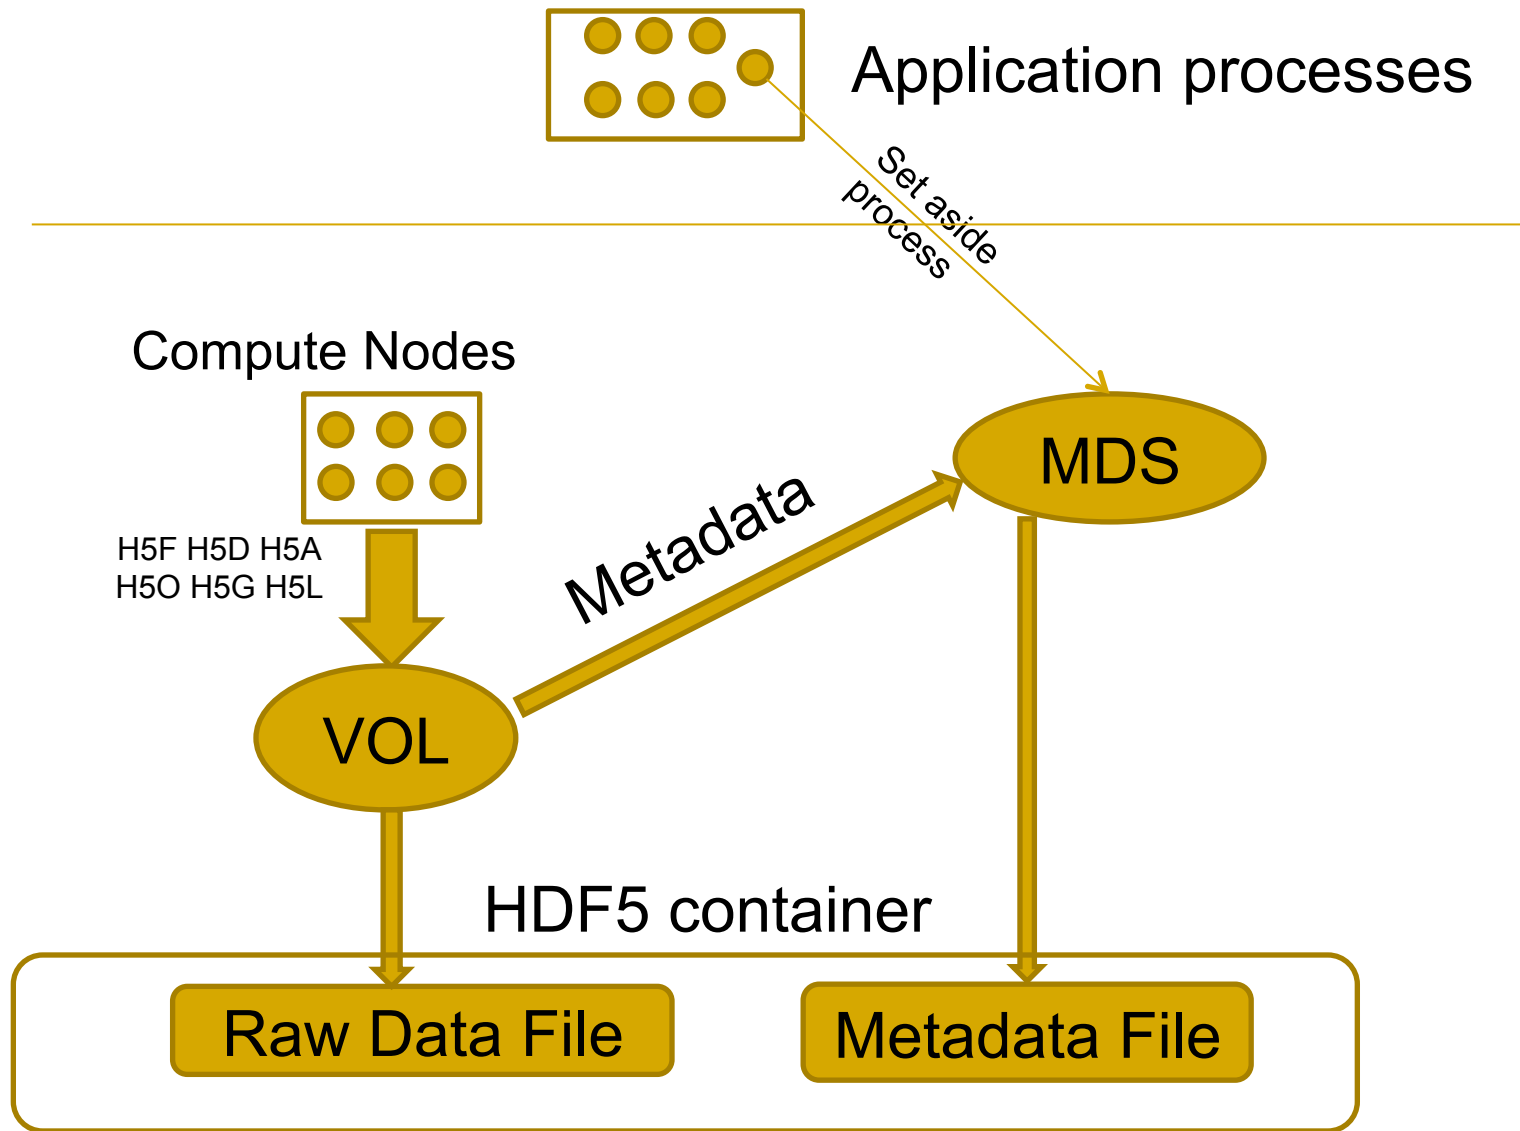 Application processes
Set aside
process
Compute Nodes
MDS
Metadata
H5F H5D H5A
H5O H5G H5L
VOL
HDF5 container
Raw Data File
Metadata File